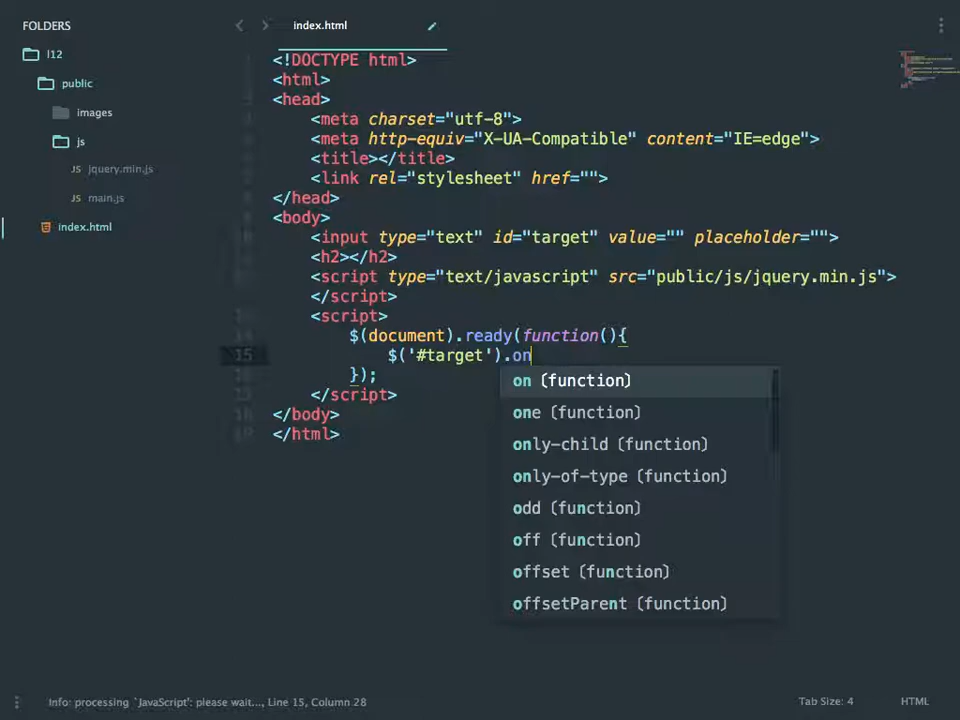 FOLDERS
l12
public
images
js
JS jquery.min.js
JS main.js
index.html
index.html
<!DOCTYPE html>
<html>
<head>
<meta charset="utf-8">
<meta http-equiv="X-UA-Compatible" content="IE=edge">
<title></title>
<link rel="stylesheet" href="">
</head>
<body>
<input type="text" id="target" value="" placeholder="">
<h2></h2>
<script type="text/javascript" src="public/js/jquery.min.js">
</script>
<script>
$(document).ready(function(){
15 $('#target').on
});
</script>
</body>
</html>
on (function)
one (function)
only-child (function)
only-of-type (function)
odd (function)
off (function)
offset (function)
offsetParent (function)
Info: processing `JavaScript': please wait..., Line 15, Column 28
Tab Size: 4
HTML